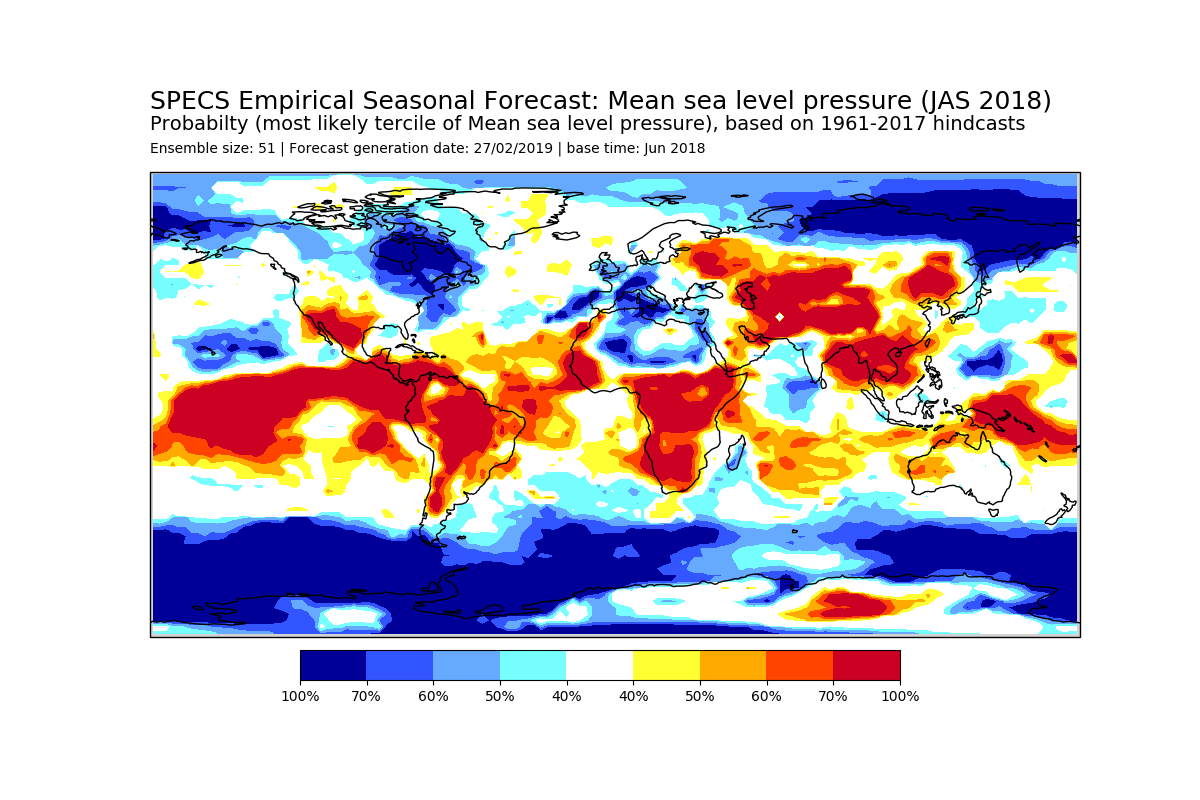 SPECS Empirical Seasonal Forecast: Mean sea level pressure (JAS 2018)
Probabilty (most likely tercile of Mean sea level pressure), based on 1961-2017 hindcasts
Ensemble size: 51 | Forecast generation date: 27/02/2019 | base time: Jun 2018
100% 70% 60% 50% 40% 40% 50% 60% 70% 100%